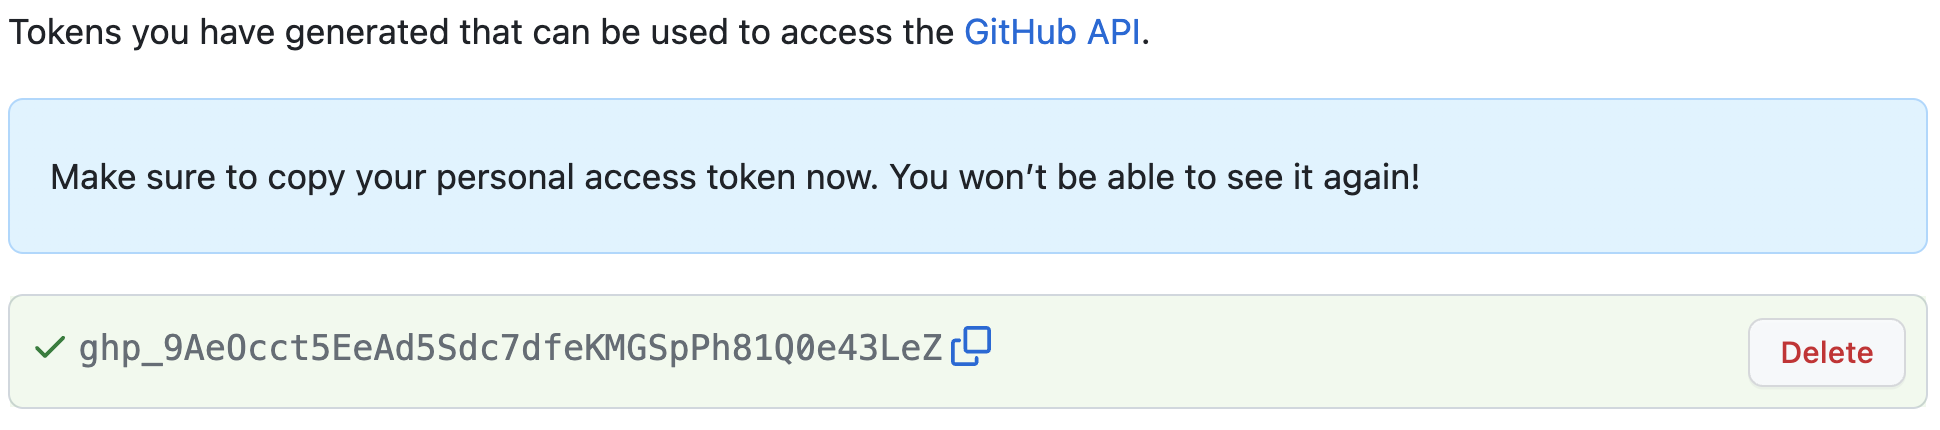 Tokens you have generated that can be used to access the GitHub API.
Make sure to copy your personal access token now. You won’t be able to see it again!
ghp_9AeOcct5EeAd5Sdc7dfeKMGSpPh81Q0e43LeZ
Delete